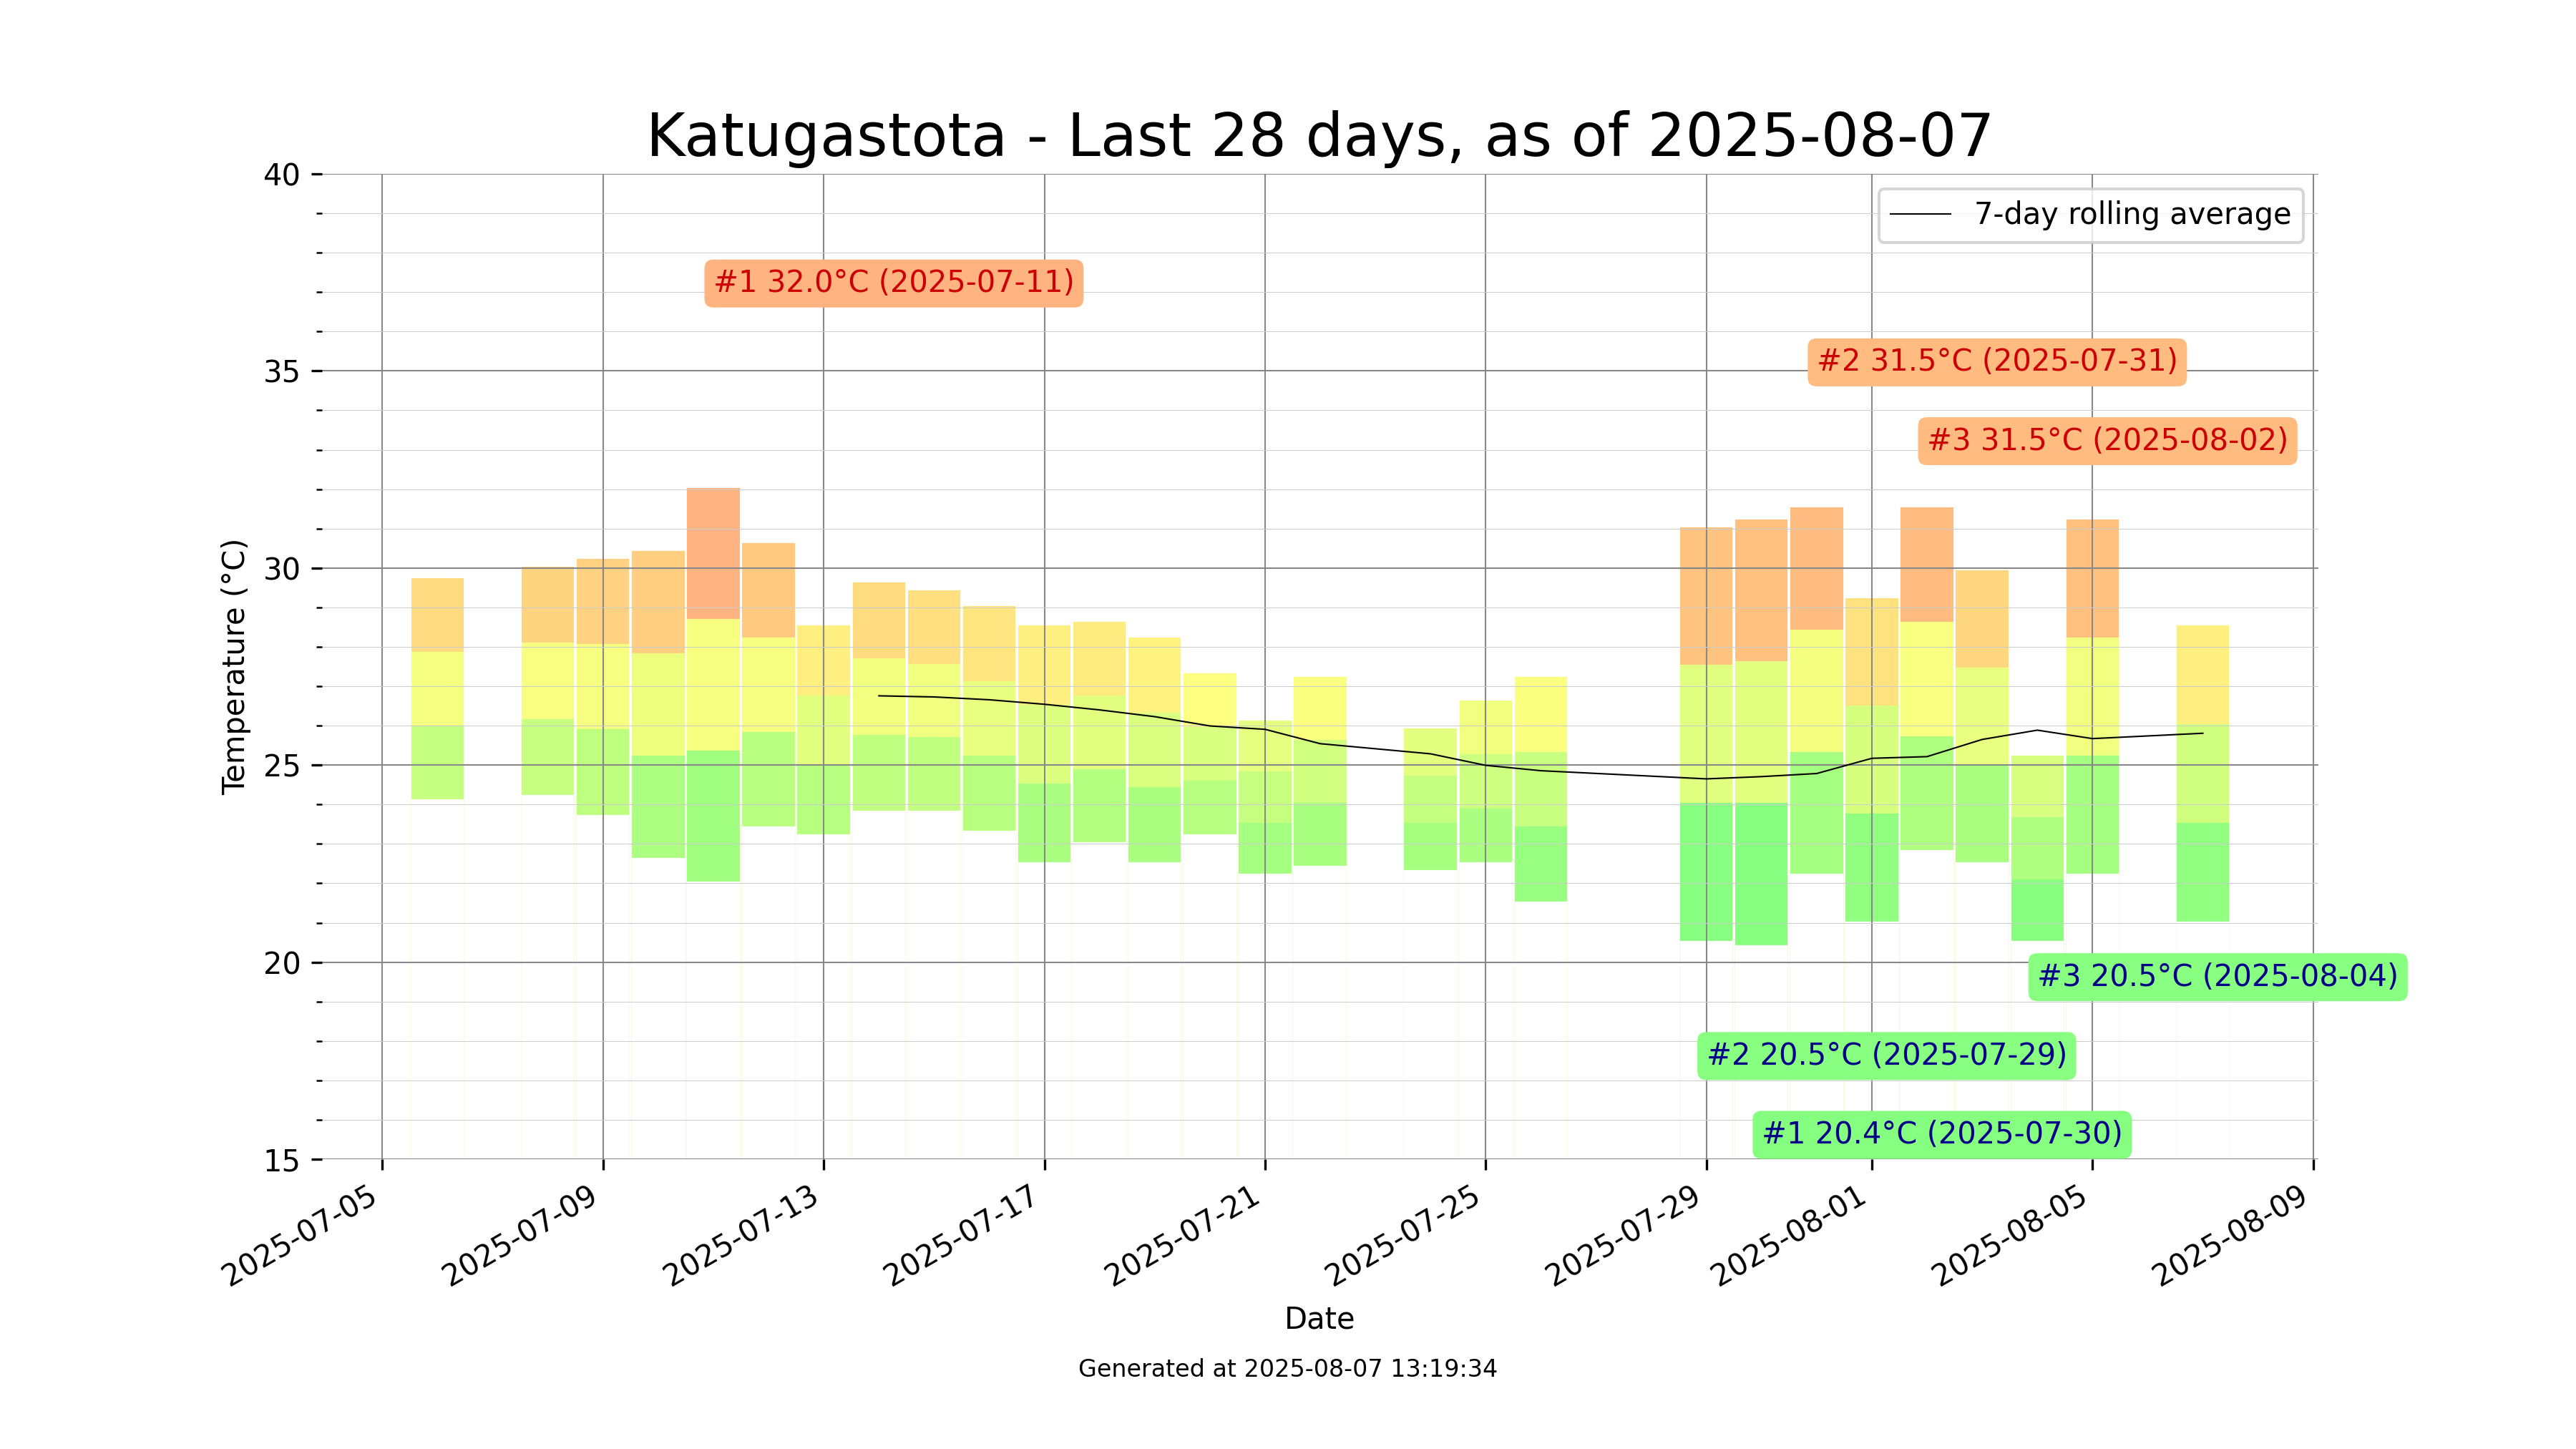 Katugastota - Last 28 days, as of 2025-08-07
7-day rolling average
#1 32.0°C (2025-07-11)
#2 31.5°C (2025-07-31)
#3 31.5°C (2025-08-02)
#3 20.5°C (2025-08-04)
#2 20.5°C (2025-07-29)
#1 20.4°C (2025-07-30)
Temperature (°C)
40
35
30
25
20
15
2025-07-05
2025-07-09
2025-07-13
2025-07-17
2025-07-21
2025-07-25
2025-07-29
2025-08-01
2025-08-05
2025-08-09
Date
Generated at 2025-08-07 13:19:34